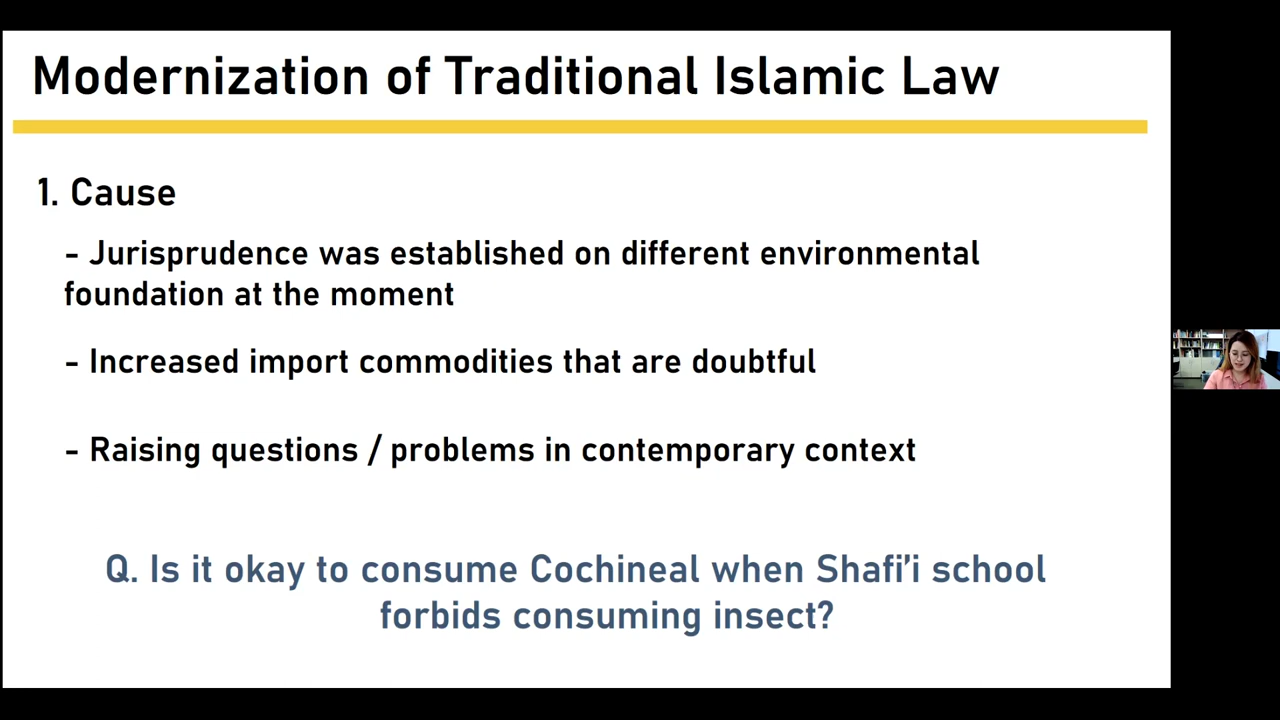 Modernization of Traditional Islamic Law
1. Cause
- Jurisprudence was established on different environmental
foundation at the moment
- Increased import commodities that are doubtful
- Raising questions / problems in contemporary context
Q. Is it okay to consume Cochineal when Shafi’i school
forbids consuming insect?